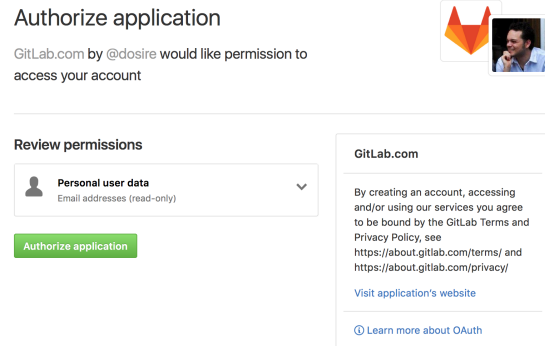 Authorize application
GitLab.com by @dosire would like permission to
access your account
Review permissions
Personal user data
Email addresses (read-only)
Authorize application
GitLab.com
By creating an account, accessing
and/or using our services you agree
to be bound by the GitLab Terms and
Privacy Policy, see
https://about.gitlab.com/terms/ and
https://about.gitlab.com/privacy/
Visit application's website
Learn more about OAuth